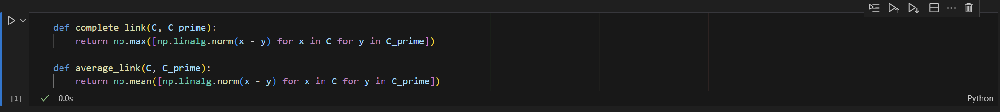 def complete_link(C, C_prime):
    return np.max([np.linalg.norm(x - y) for x in C for y in C_prime])

def average_link(C, C_prime):
    return np.mean([np.linalg.norm(x - y) for x in C for y in C_prime])
[1] 0.0s Python